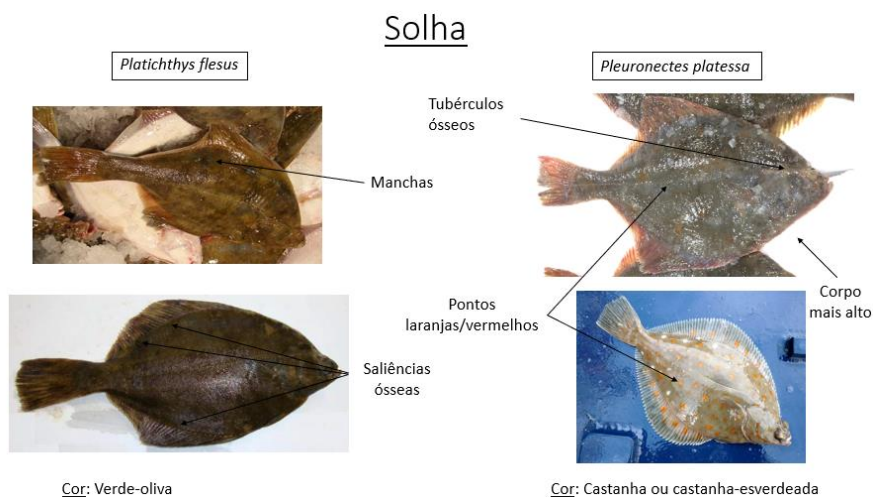 Solha
Platichthys flesus
Pleuronectes platessa
Tubérculos
ósseos
Manchas
Pontos
laranjas/vermelhos
Corpo
mais alto
Saliências
ósseas
Cor: Verde-oliva
Cor: Castanha ou castanha-esverdeada